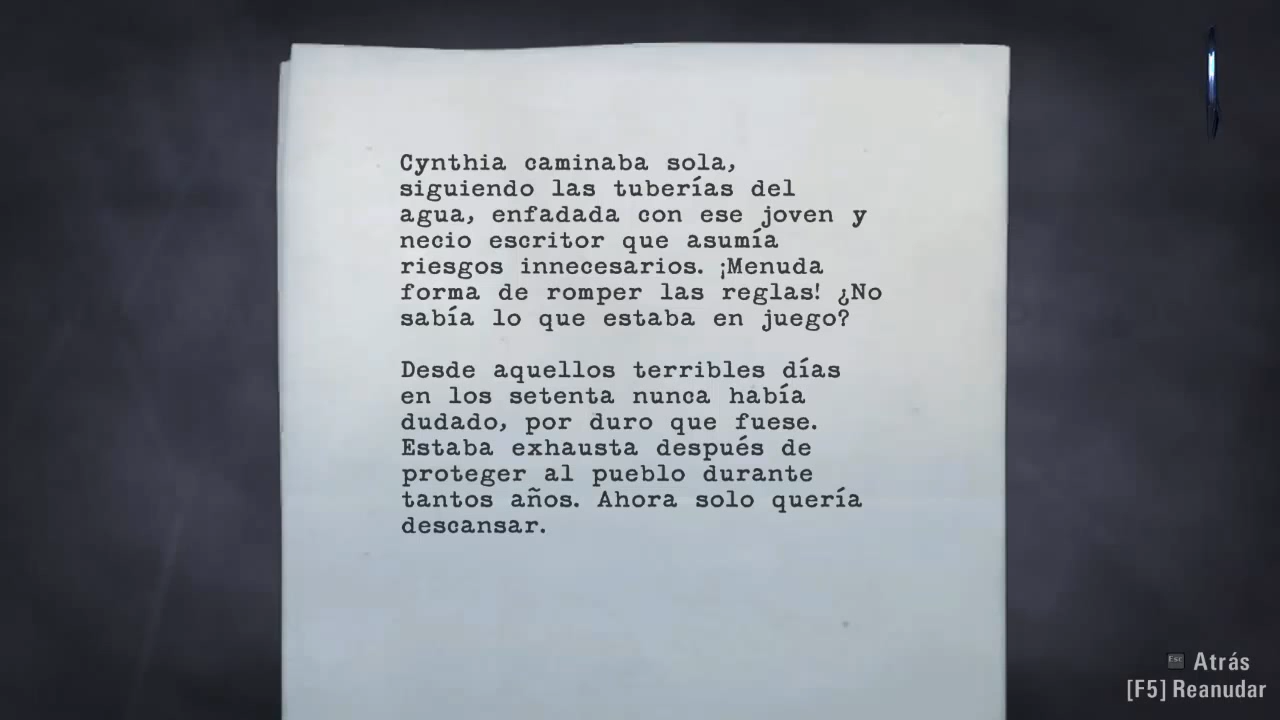 Cynthia caminaba sola,
siguiendo las tuberías del
agua, enfadada con ese joven y
necio escritor que asumía
riesgos innecesarios. ¡Menuda
forma de romper las reglas! ¿No
sabía lo que estaba en juego?
Desde aquellos terribles días
en los setenta nunca había
dudado, por duro que fuese.
Estaba exhausta después de
proteger al pueblo durante
tantos años. Ahora solo quería
descansar.
Esc Atrás
[F5] Reanudar